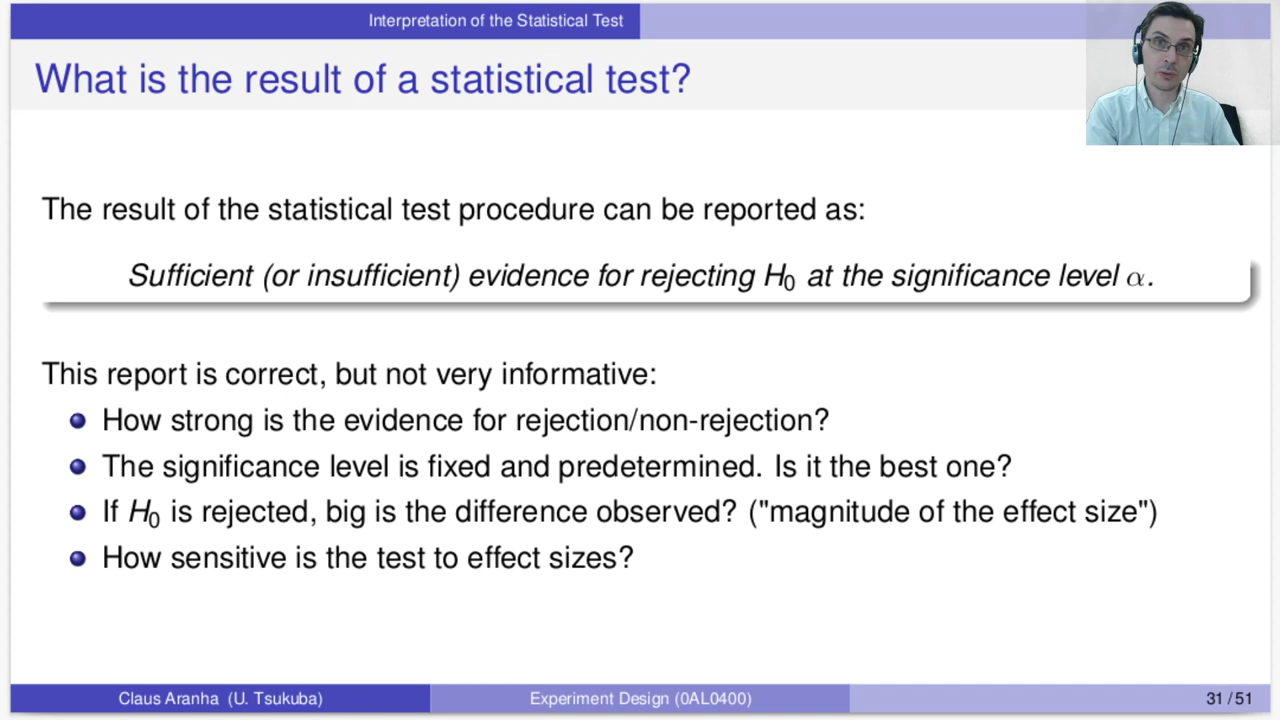 Interpretation of the Statistical Test
What is the result of a statistical test?
The result of the statistical test procedure can be reported as:
Sufficient (or insufficient) evidence for rejecting H₀ at the significance level α.
This report is correct, but not very informative:
How strong is the evidence for rejection/non-rejection?
The significance level is fixed and predetermined. Is it the best one?
If H₀ is rejected, big is the difference observed? ("magnitude of the effect size")
How sensitive is the test to effect sizes?
Claus Aranha (U. Tsukuba)
Experiment Design (0AL0400)
31 / 51